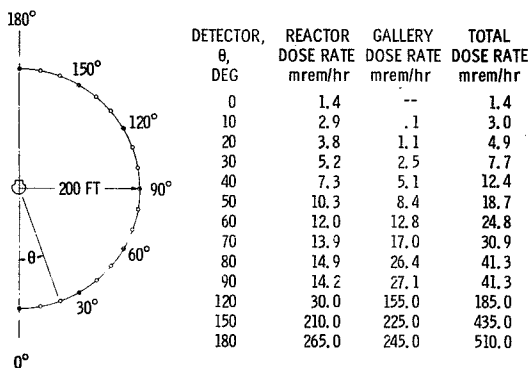 180°
150°
120°
200 FT
90°
60°
θ
30°
0°
DETECTOR, REACTOR GALLERY TOTAL
θ, DOSE RATE DOSE RATE DOSE RATE
DEG mrem/hr mrem/hr mrem/hr
0 1.4 -- 1.4
10 2.9 .1 3.0
20 3.8 1.1 4.9
30 5.2 2.5 7.7
40 7.3 5.1 12.4
50 10.3 8.4 18.7
60 12.0 12.8 24.8
70 13.9 17.0 30.9
80 14.9 26.4 41.3
90 14.2 27.1 41.3
120 30.0 155.0 185.0
150 210.0 225.0 435.0
180 265.0 245.0 510.0